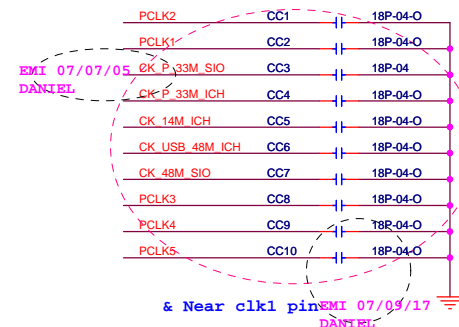 PCLK2 CC1 18P-04-O
PCLK1 CC2 18P-04-O
EMI 07/07/05
DANIEL
CK_P_33M_SIO CC3 18P-04
CK_P_33M_ICH CC4 18P-04-O
CK_14M_ICH CC5 18P-04-O
CK_USB_48M_ICH CC6 18P-04-O
CK_48M_SIO CC7 18P-04-O
PCLK3 CC8 18P-04-O
PCLK4 CC9 18P-04-O
PCLK5 CC10 18P-04-O
& Near clk1 pin
EMI 07/09/17
DANIEL